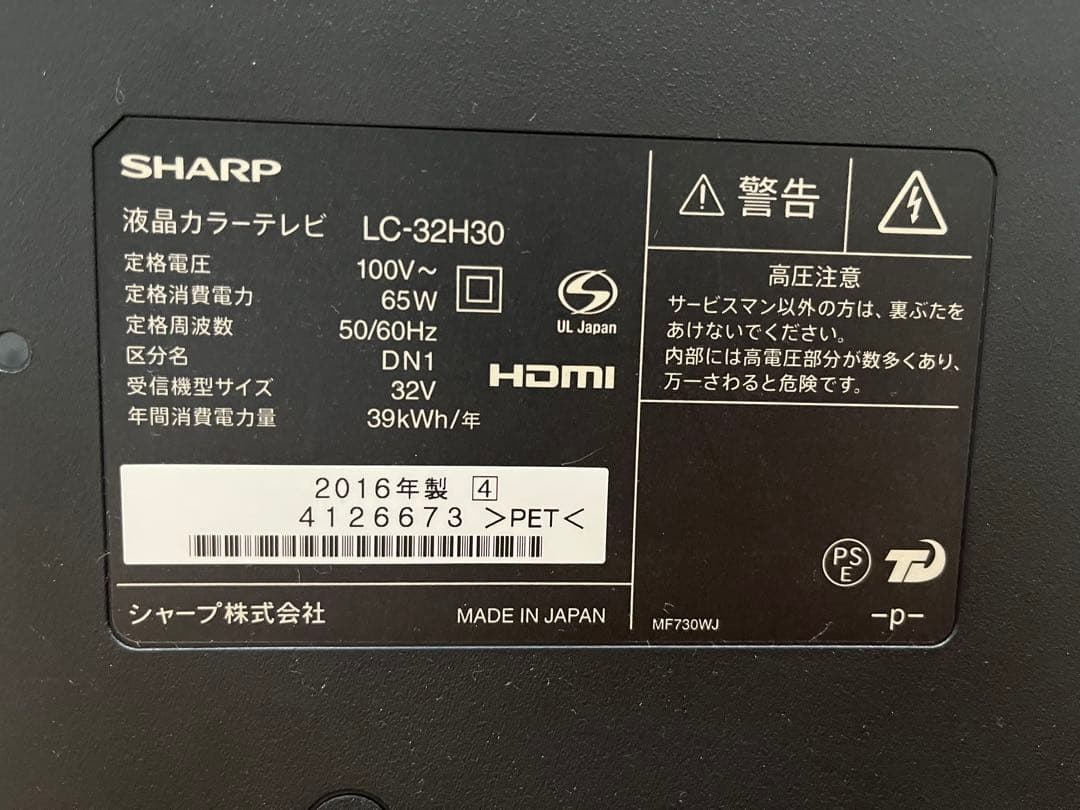 SHARP
液晶カラーテレビ LC-32H30
定格電圧 100V~
定格消費電力 65W
定格周波数 50/60Hz
区分名 DN1
受信機型サイズ 32V
年間消費電力量 39kWh/年
UL Japan
HDMI
2016年製 4
4126673 >PET<
シャープ株式会社 MADE IN JAPAN
警告
高圧注意
サービスマン以外の方は、裏ぶたを
あけないでください。
内部には高電圧部分が数多くあり、
万一さわると危険です。
PS
E
MF730WJ
-p-